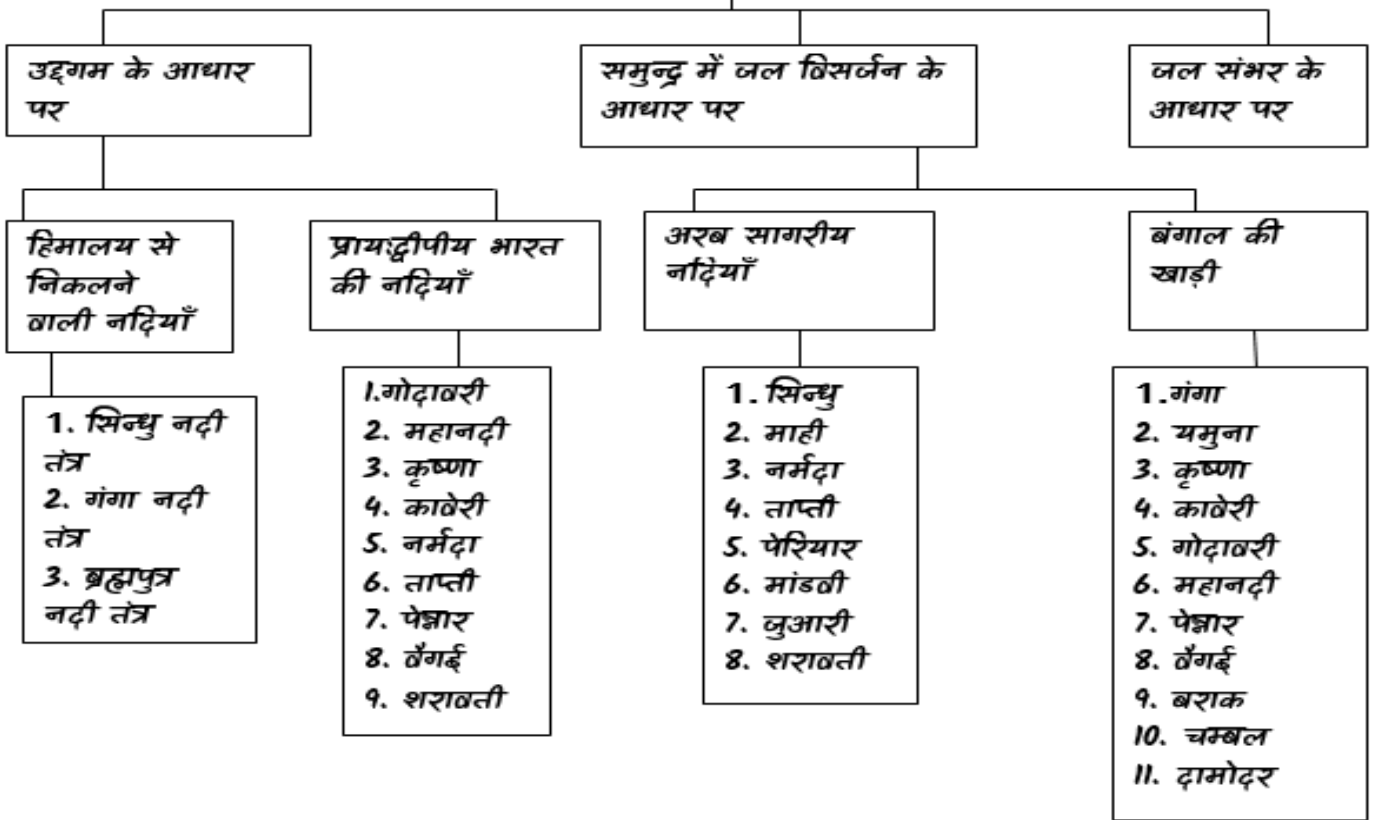 उद्गम के आधार
पर
समुन्द्र में जल विसर्जन के
आधार पर
जल संभर के
आधार पर
हिमालय से
निकलने
वाली नदियाँ
प्रायःद्वीपीय भारत
की नदियाँ
अरब सागरीय
नदियाँ
बंगाल की
खाड़ी
1. सिन्धु नदी
तंत्र
2. गंगा नदी
तंत्र
3. ब्रह्मपुत्र
नदी तंत्र
1.गोदावरी
2. महानदी
3. कृष्णा
4. कावेरी
5. नर्मदा
6. ताप्ती
7. पेन्नार
8. वैगई
9. शरावती
1. सिन्धु
2. माही
3. नर्मदा
4. ताप्ती
5. पेरियार
6. मांडवी
7. जुआरी
8. शरावती
1.गंगा
2. यमुना
3. कृष्णा
4. कावेरी
5. गोदावरी
6. महानदी
7. पेन्नार
8. वैगई
9. बराक
10. चम्बल
11. दामोदर